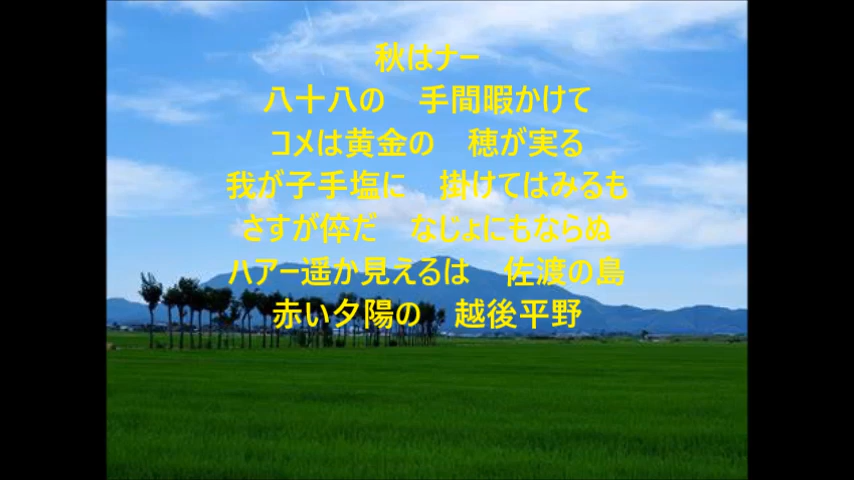 秋はナー
八十八の　手間暇かけて
コメは黄金の　穂が実る
我が子手塩に　掛けてはみるも
さすが倅だ　なじょにもならぬ
ハアー遥か見えるは　佐渡の島
赤い夕陽の　越後平野